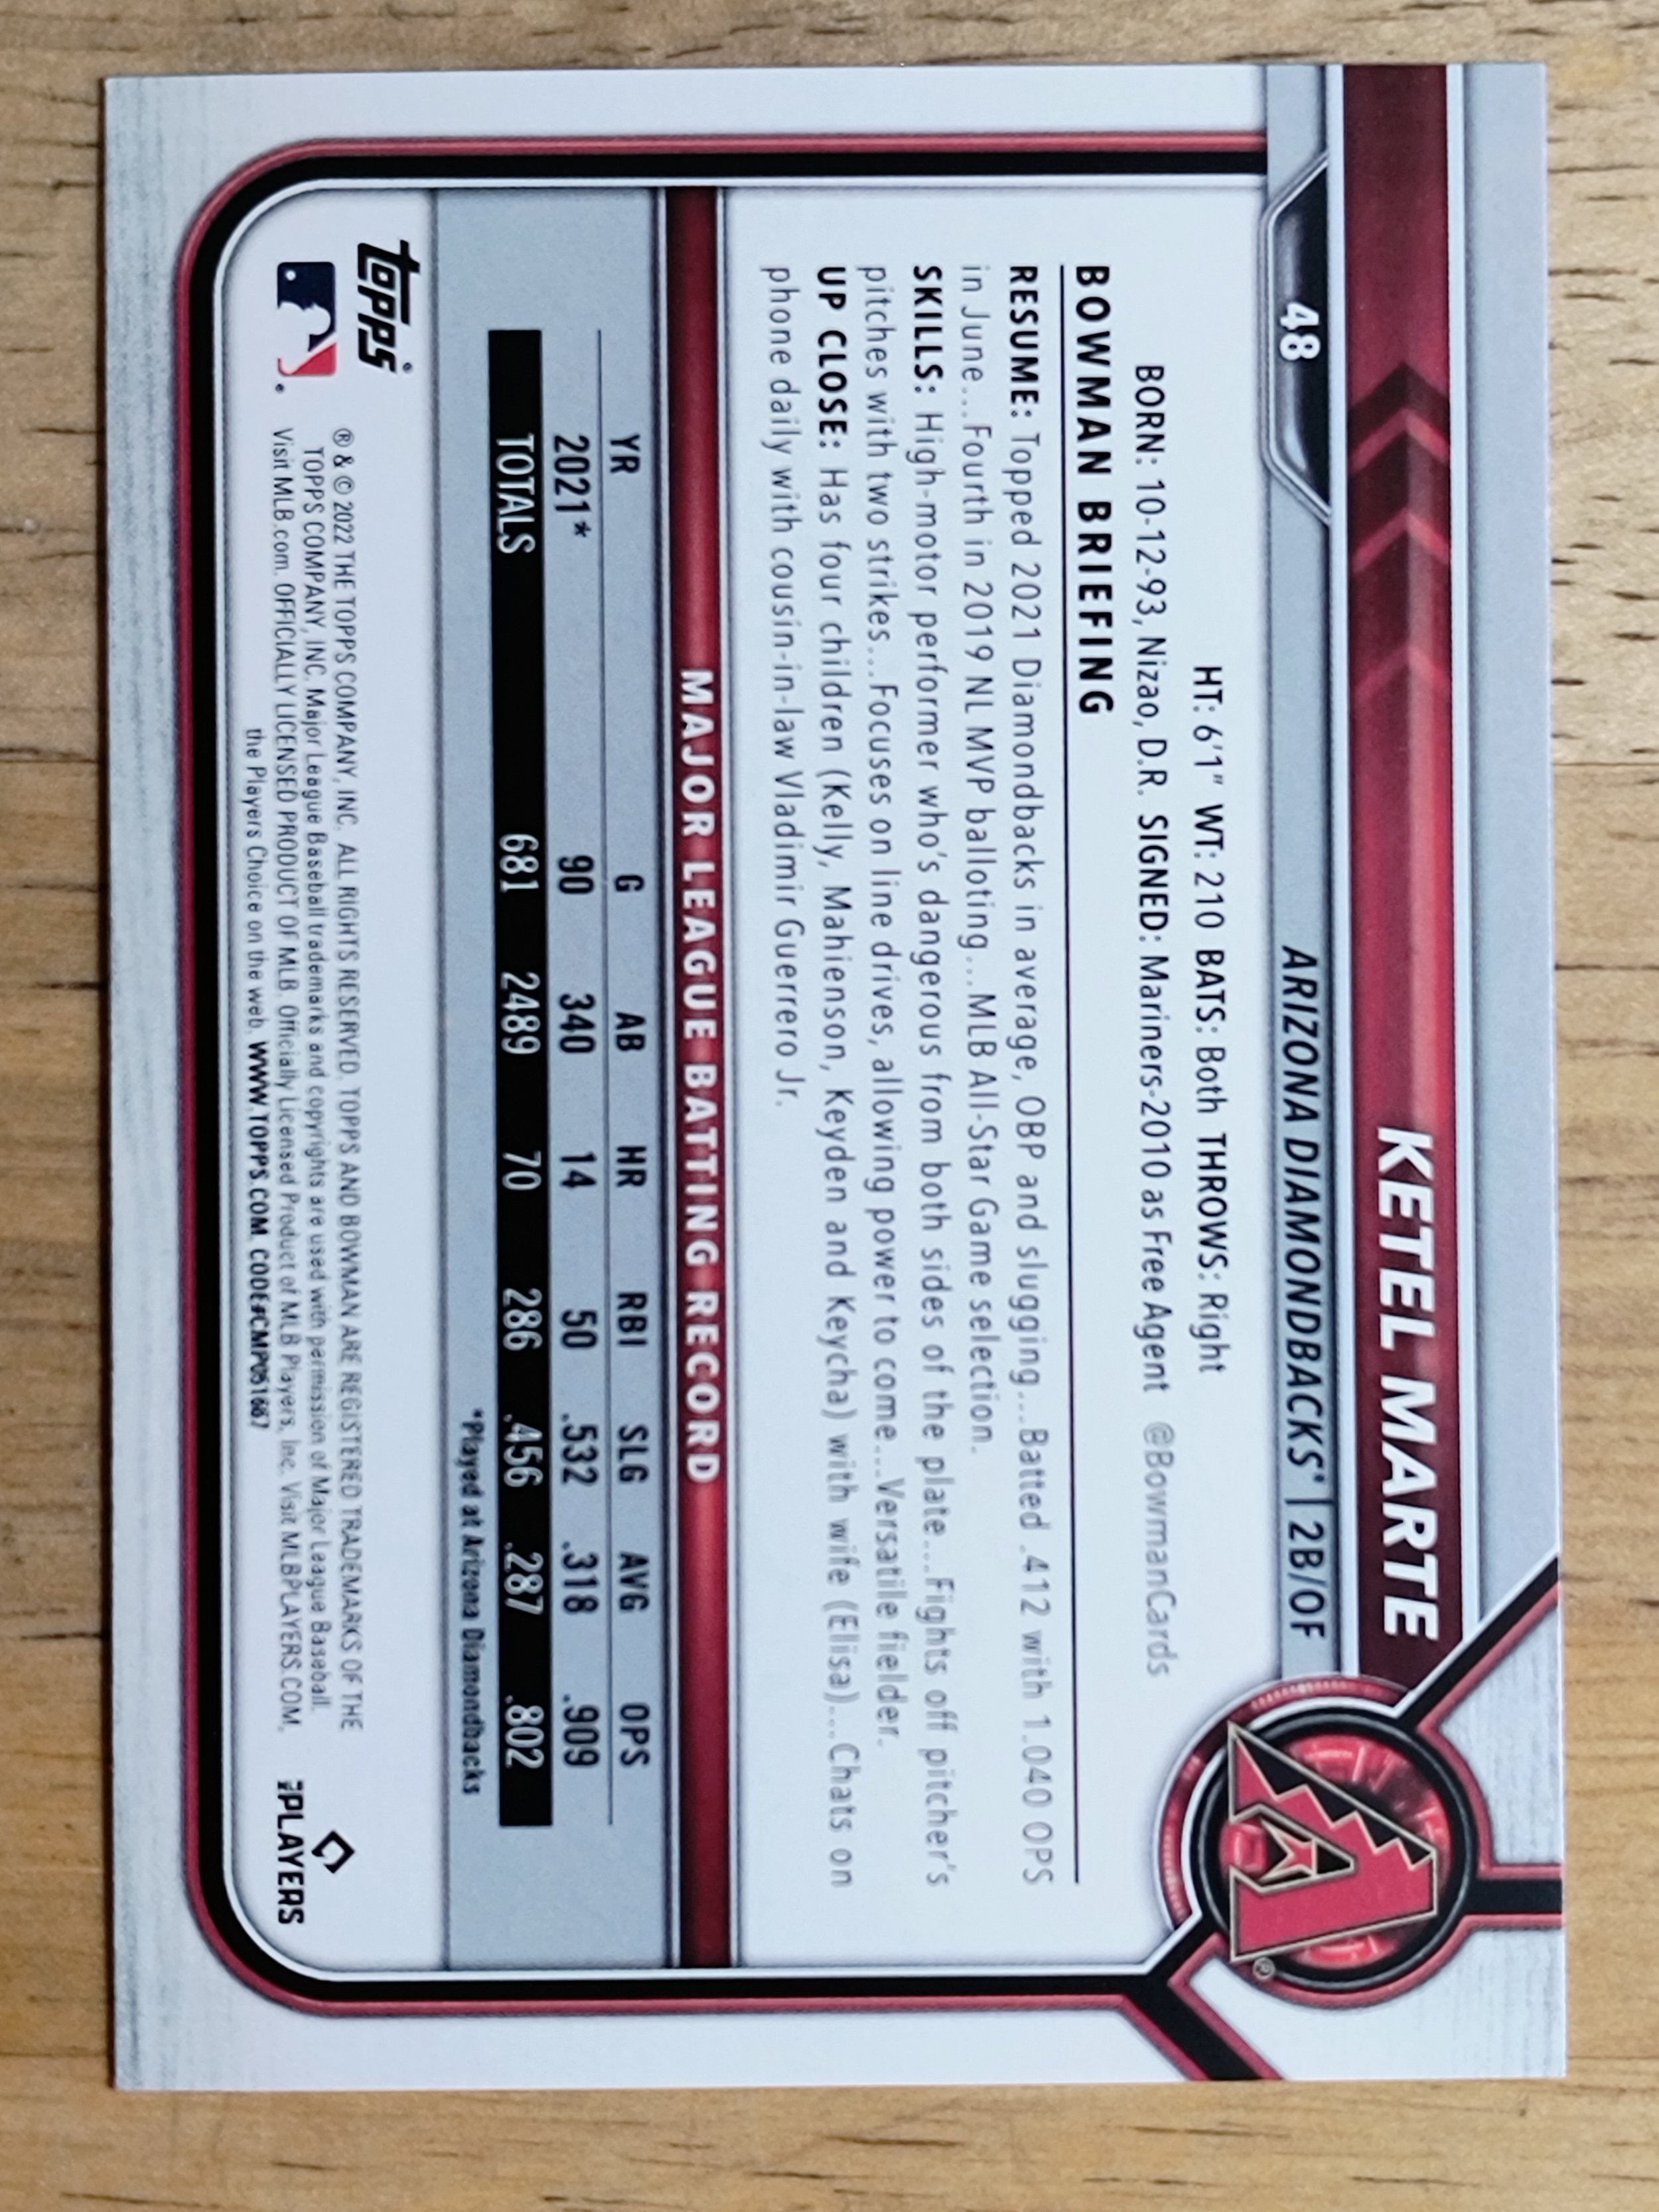 KETEL MARTE
48 ARIZONA DIAMONDBACKS® | 2B/OF
HT: 6'1" WT: 210 BATS: Both THROWS: Right
BORN: 10-12-93, Nizao, D.R. SIGNED: Mariners-2010 as Free Agent @BowmanCards
BOWMAN BRIEFING
RESUME: Topped 2021 Diamondbacks in average, OBP and slugging...Batted .412 with 1.040 OPS
in June...Fourth in 2019 NL MVP balloting...MLB All-Star Game selection.
SKILLS: High-motor performer who's dangerous from both sides of the plate...Fights off pitcher's
pitches with two strikes...Focuses on line drives, allowing power to come...Versatile fielder.
UP CLOSE: Has four children (Kelly, Mahienson, Keyden and Keycha) with wife (Elisa)...Chats on
phone daily with cousin-in-law Vladimir Guerrero Jr.
MAJOR LEAGUE BATTING RECORD
YR G AB HR RBI SLG AVG OPS
2021* 90 340 14 50 .532 .318 .909
TOTALS 681 2489 70 286 .456 .287 .802
*Played at Arizona Diamondbacks
topps®
® & © 2022 THE TOPPS COMPANY, INC. ALL RIGHTS RESERVED. TOPPS AND BOWMAN ARE REGISTERED TRADEMARKS OF THE
TOPPS COMPANY, INC. Major League Baseball trademarks and copyrights are used with permission of Major League Baseball.
Visit MLB.com. OFFICIALLY LICENSED PRODUCT OF MLB Officially Licensed Product of MLB Players, Inc. Visit MLBPLAYERS.COM,
the Players Choice on the web. WWW.TOPPS.COM. CODE#CMP051687
MLB PLAYERS
A®